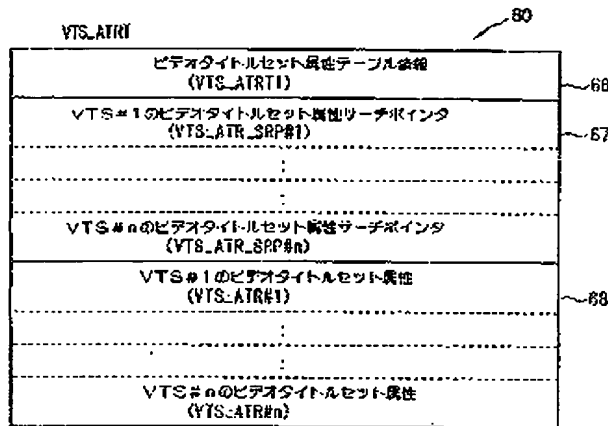 80
VTS_ATRT
ビデオタイトルセット属性テーブル情報
(VTS_ATRTI)
66
VTS#1のビデオタイトルセット属性サーチポインタ
(VTS_ATR_SRP#1)
67
VTS#nのビデオタイトルセット属性サーチポインタ
(VTS_ATR_SRP#n)
VTS#1のビデオタイトルセット属性
(VTS_ATR#1)
68
VTS#nのビデオタイトルセット属性
(VTS_ATR#n)